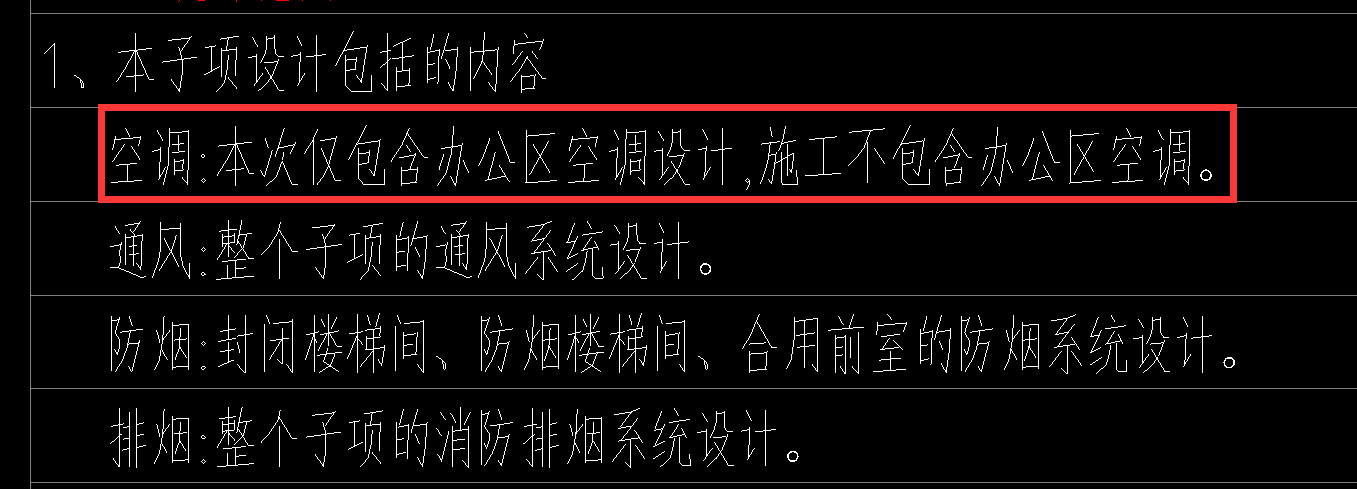 1、本子项设计包括的内容
空调:本次仅包含办公区空调设计,施工不包含办公区空调。
通风:整个子项的通风系统设计。
防烟:封闭楼梯间、防烟楼梯间、合用前室的防烟系统设计。
排烟:整个子项的消防排烟系统设计。